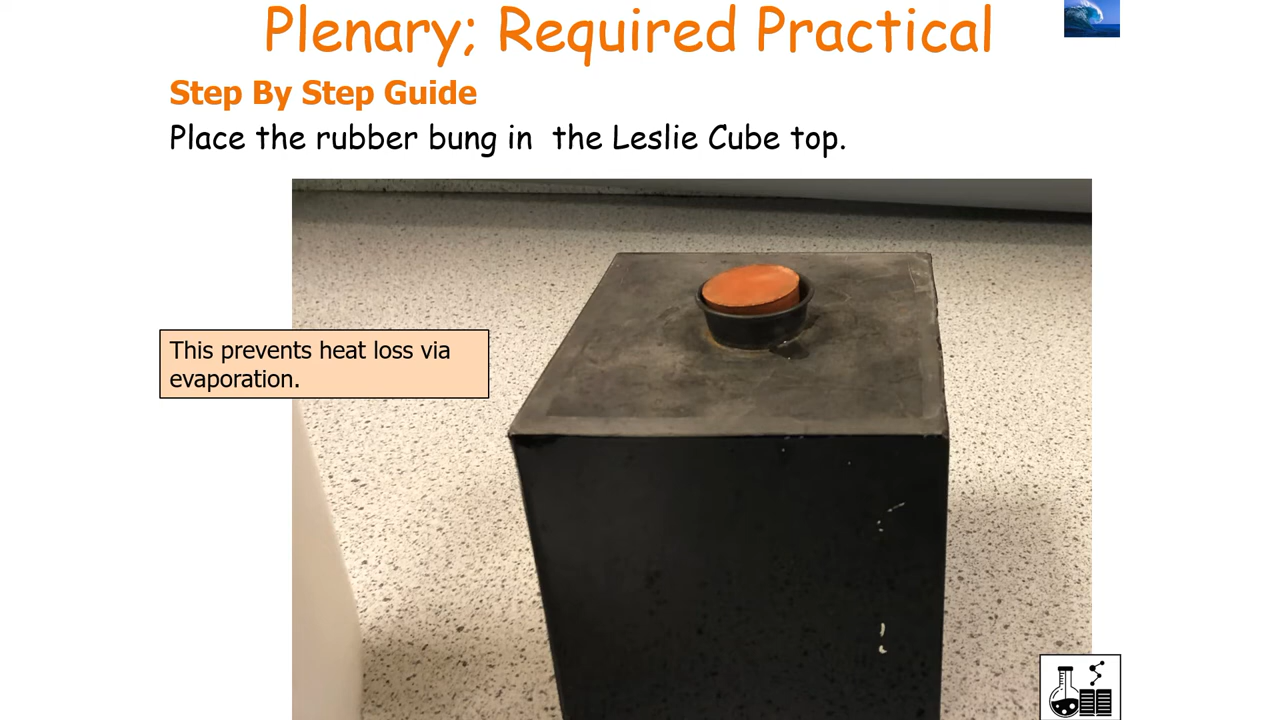 Plenary; Required Practical
Step By Step Guide
Place the rubber bung in  the Leslie Cube top.
This prevents heat loss via
evaporation.